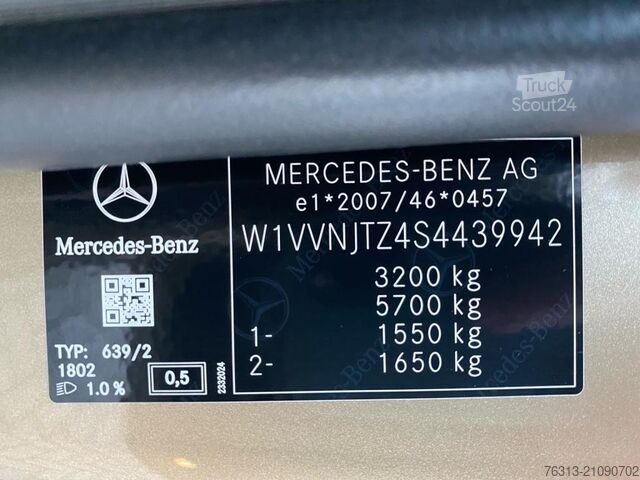 Truck
Scout24
MERCEDES-BENZ AG
e1*2007/46*0457
Mercedes-Benz
W1VVNJTZ4S4439942
3200 kg
5700 kg
1- 1550 kg
2- 1650 kg
TYP: 639/2
1802
1.0 % 0,5
2332024
76313-21090702